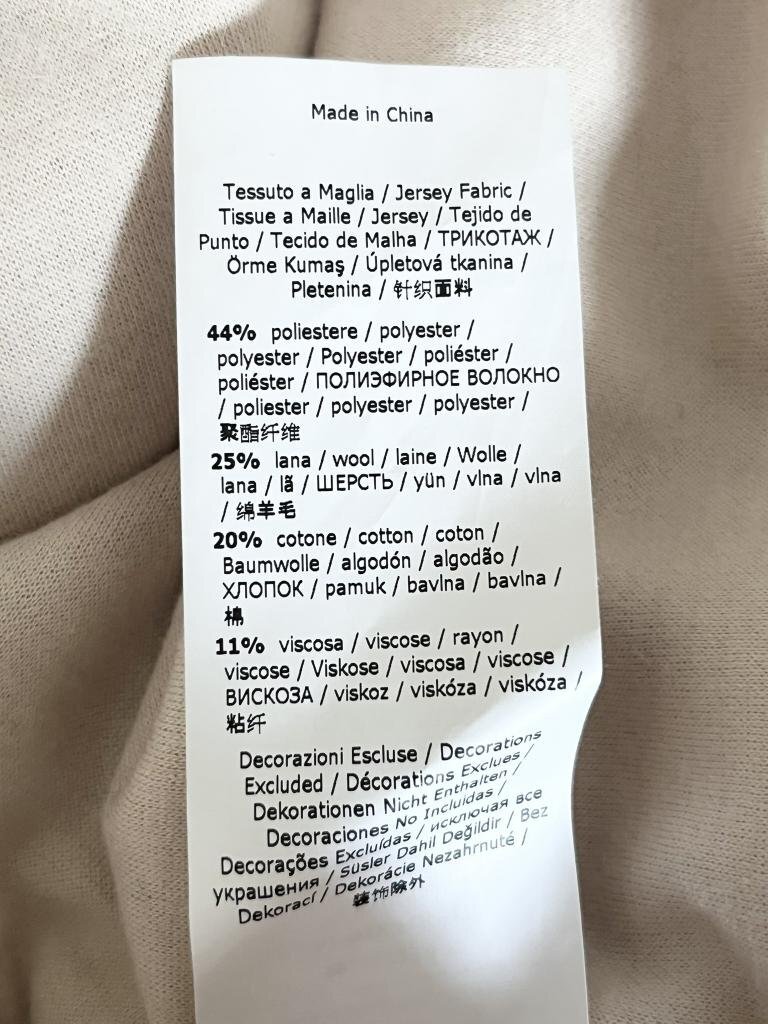 Made in China
Tessuto a Maglia / Jersey Fabric /
Tissue a Maille / Jersey / Tejido de
Punto / Tecido de Malha / ТРИКОТАЖ /
Örme Kumaş / Úpletová tkanina /
Pletenina / 针织面料
44% poliestere / polyester /
polyester / Polyester / poliéster /
poliéster / ПОЛИЭФИРНОЕ ВОЛОКНО
/ poliester / polyester / polyester /
聚酯纤维
25% lana / wool / laine / Wolle /
lana / lã / ШЕРСТЬ / yün / vlna / vlna
/ 绵羊毛
20% cotone / cotton / coton /
Baumwolle / algodón / algodão /
ХЛОПОК / pamuk / bavlna / bavlna /
棉
11% viscosa / viscose / rayon /
viscose / Viskose / viscosa / viscose /
ВИСКОЗА / viskoz / viskóza / viskóza /
粘纤
Decorazioni Escluse / Decorations
Excluded / Décorations Exclues /
Dekorationen Nicht Enthalten /
Decoraciones No Incluidas /
Decorações Excluídas / исключая все
украшения / Süsler Dahil Değildir / Bez
Dekorací / Dekorácie Nezahrnuté /
装饰除外